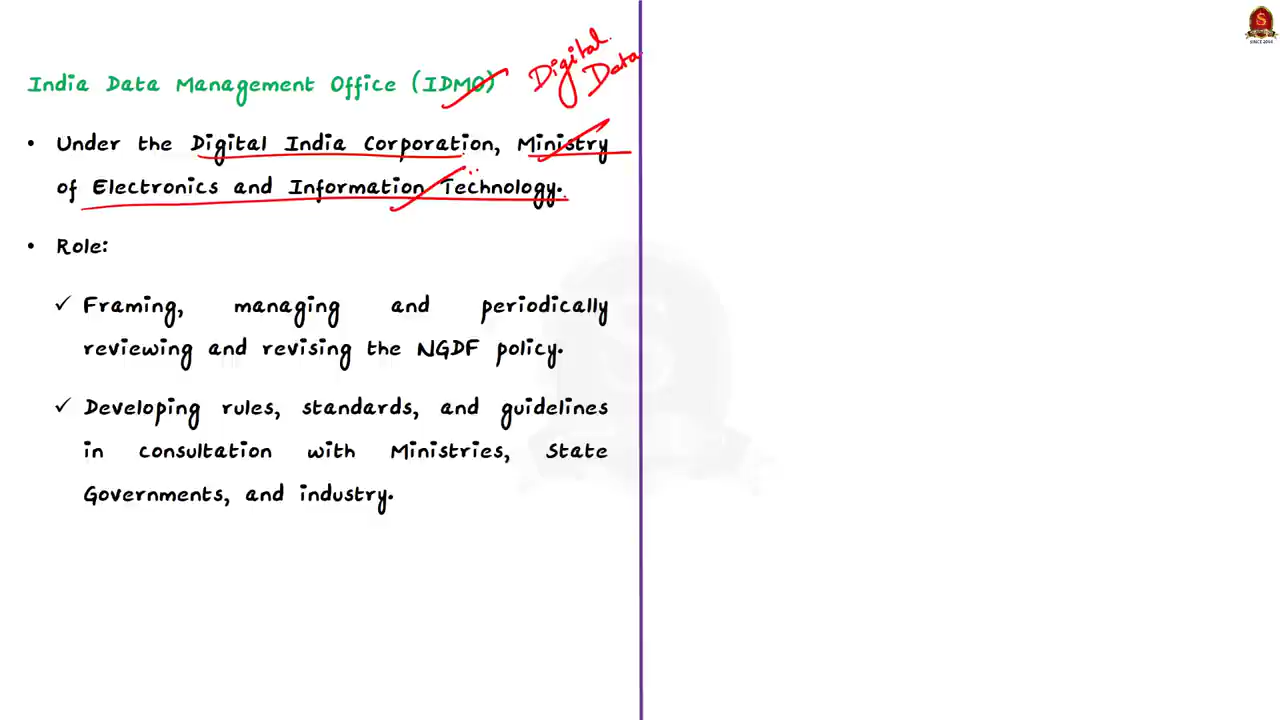 India Data Management Office (IDMO)
Digital
Data
• Under the Digital India Corporation, Ministry
of Electronics and Information Technology.
• Role:
✓ Framing, managing and periodically
reviewing and revising the NGDF policy.
✓ Developing rules, standards, and guidelines
in consultation with Ministries, State
Governments, and industry.
S
SINCE 2004